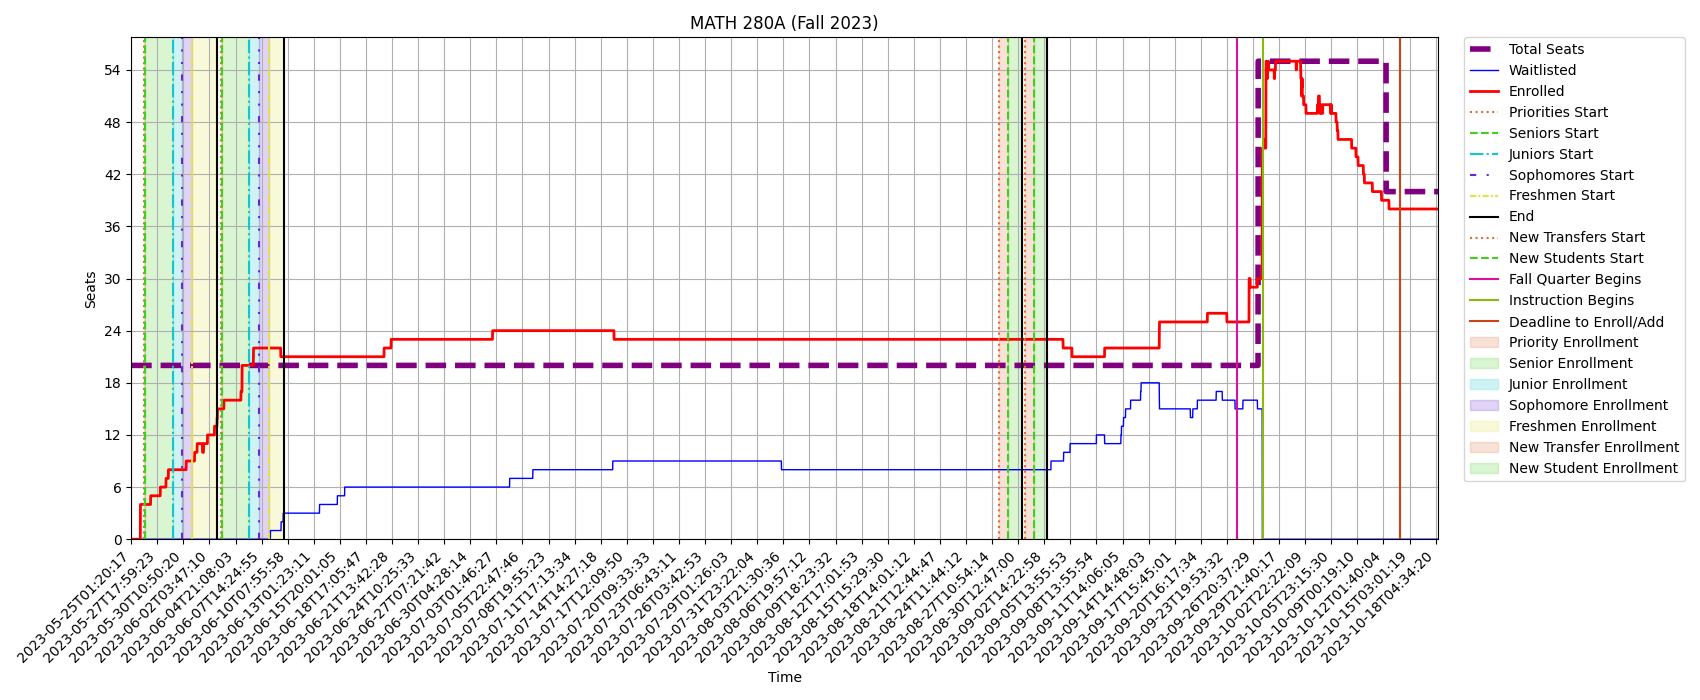 MATH 280A (Fall 2023)
Seats
54
48
42
36
30
24
18
12
6
0
2023-05-25T01:20:17
2023-05-27T17:59:23
2023-05-30T10:50:20
2023-06-02T03:47:10
2023-06-04T21:08:03
2023-06-07T14:24:55
2023-06-10T07:55:58
2023-06-13T01:23:11
2023-06-15T20:01:05
2023-06-18T17:05:47
2023-06-21T13:42:28
2023-06-24T10:25:33
2023-06-27T07:21:42
2023-06-30T04:28:14
2023-07-03T01:46:27
2023-07-05T22:47:46
2023-07-08T19:55:23
2023-07-11T17:13:34
2023-07-14T14:27:18
2023-07-17T12:09:50
2023-07-20T09:33:33
2023-07-23T06:43:11
2023-07-26T03:42:53
2023-07-29T01:26:03
2023-07-31T23:22:04
2023-08-03T21:30:36
2023-08-06T19:57:12
2023-08-09T18:23:32
2023-08-12T17:01:53
2023-08-15T15:29:30
2023-08-18T14:01:12
2023-08-21T12:44:47
2023-08-24T11:44:12
2023-08-27T10:54:14
2023-08-30T12:47:00
2023-09-02T14:22:58
2023-09-05T13:55:53
2023-09-08T13:55:54
2023-09-11T14:06:05
2023-09-14T14:48:03
2023-09-17T15:45:01
2023-09-20T16:17:34
2023-09-23T19:53:32
2023-09-26T20:37:29
2023-09-29T21:40:17
2023-10-02T22:22:09
2023-10-05T23:15:30
2023-10-09T00:19:10
2023-10-12T01:40:04
2023-10-15T03:01:19
2023-10-18T04:34:20
Time
Total Seats
Waitlisted
Enrolled
Priorities Start
Seniors Start
Juniors Start
Sophomores Start
Freshmen Start
End
New Transfers Start
New Students Start
Fall Quarter Begins
Instruction Begins
Deadline to Enroll/Add
Priority Enrollment
Senior Enrollment
Junior Enrollment
Sophomore Enrollment
Freshmen Enrollment
New Transfer Enrollment
New Student Enrollment